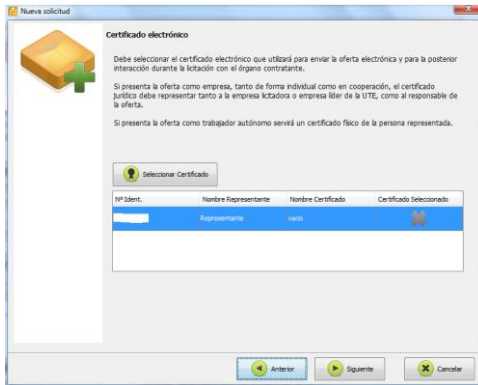 Nueva solicitud
Certificado electrónico
Debe seleccionar el certificado electrónico que utilizará para enviar la oferta electrónica y para la posterior
interacción durante la licitación con el órgano contratante.
Si presenta la oferta como empresa, tanto de forma individual como en cooperación, el certificado
jurídico debe representar tanto a la empresa licitadora o empresa líder de la UTE, como al responsable de
la oferta.
Si presenta la oferta como trabajador autónomo servirá un certificado físico de la persona representada.
Seleccionar Certificado
Nº Ident. Nombre Representante Nombre Certificado Certificado Seleccionado
Representante vacío
Anterior Siguiente Cancelar